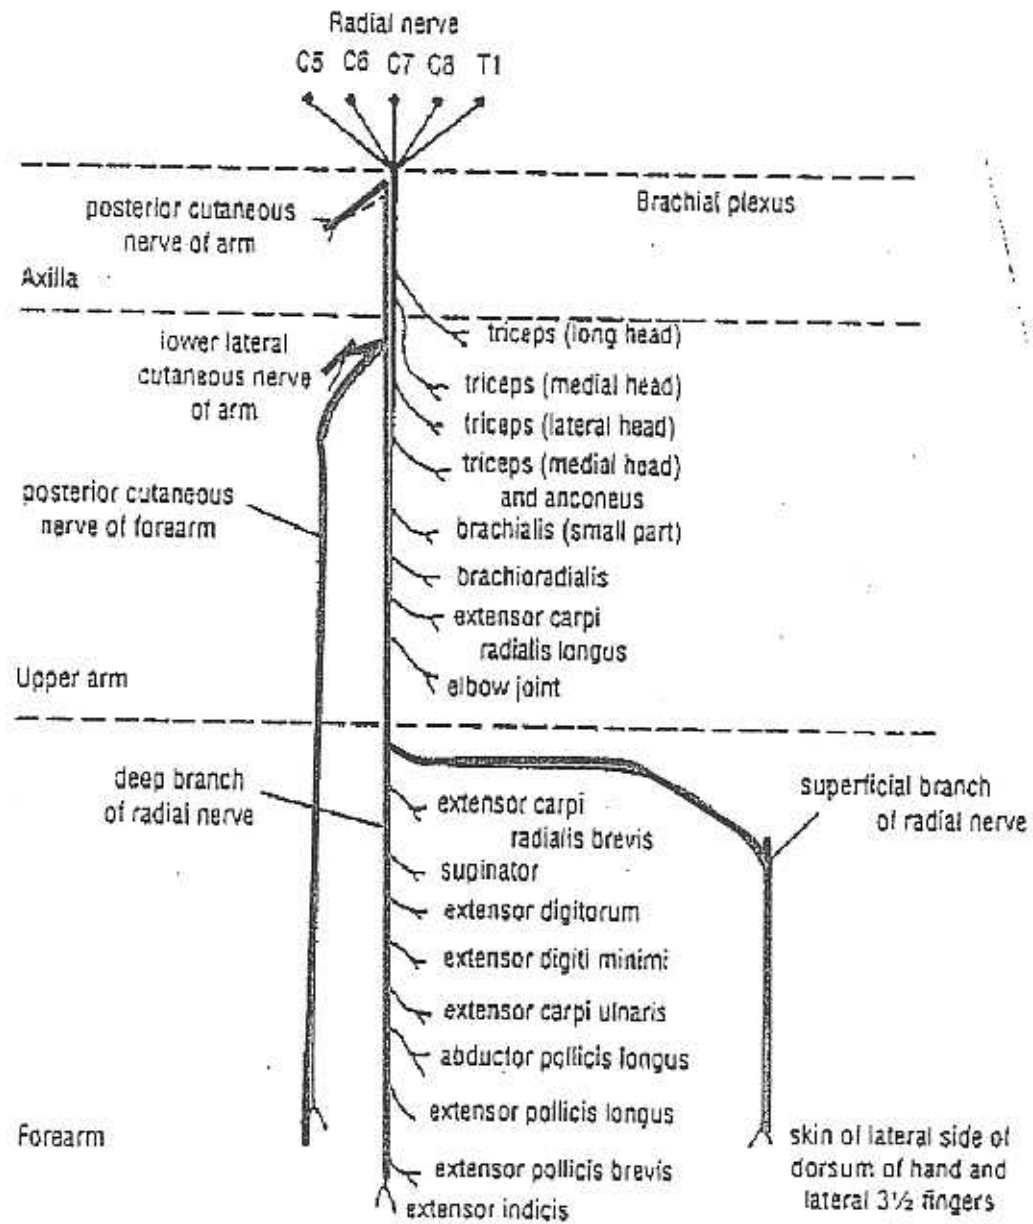 Radial nerve
C5 C6 C7 C8 T1
posterior cutaneous
nerve of arm
Brachial plexus
Axilla
lower lateral
cutaneous nerve
of arm
triceps (long head)
triceps (medial head)
triceps (lateral head)
triceps (medial head)
and anconeus
posterior cutaneous
nerve of forearm
brachialis (small part)
brachioradialis
extensor carpi
radialis longus
elbow joint
Upper arm
deep branch
of radial nerve
superficial branch
of radial nerve
extensor carpi
radialis brevis
supinator
extensor digitorum
extensor digiti minimi
extensor carpi ulnaris
abductor pollicis longus
extensor pollicis longus
Forearm
extensor pollicis brevis
extensor indicis
skin of lateral side of
dorsum of hand and
lateral 3½ fingers